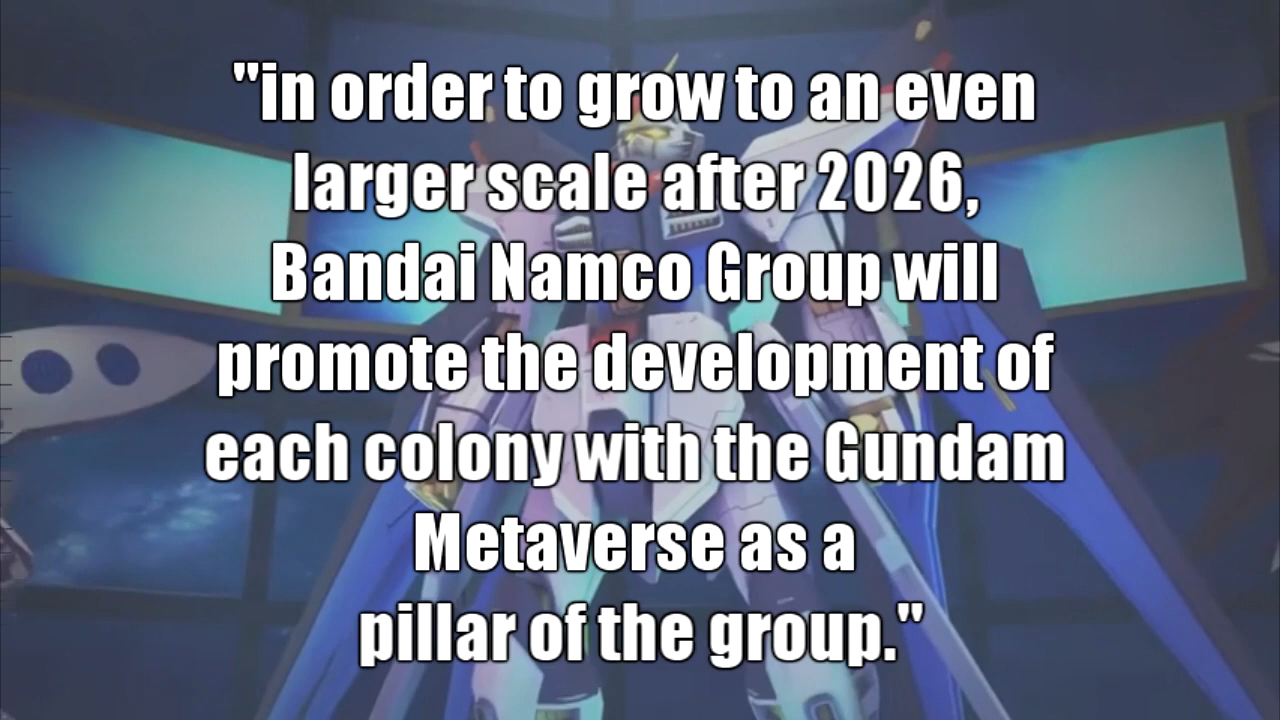 "in order to grow to an even
larger scale after 2026,
Bandai Namco Group will
promote the development of
each colony with the Gundam
Metaverse as a
pillar of the group."